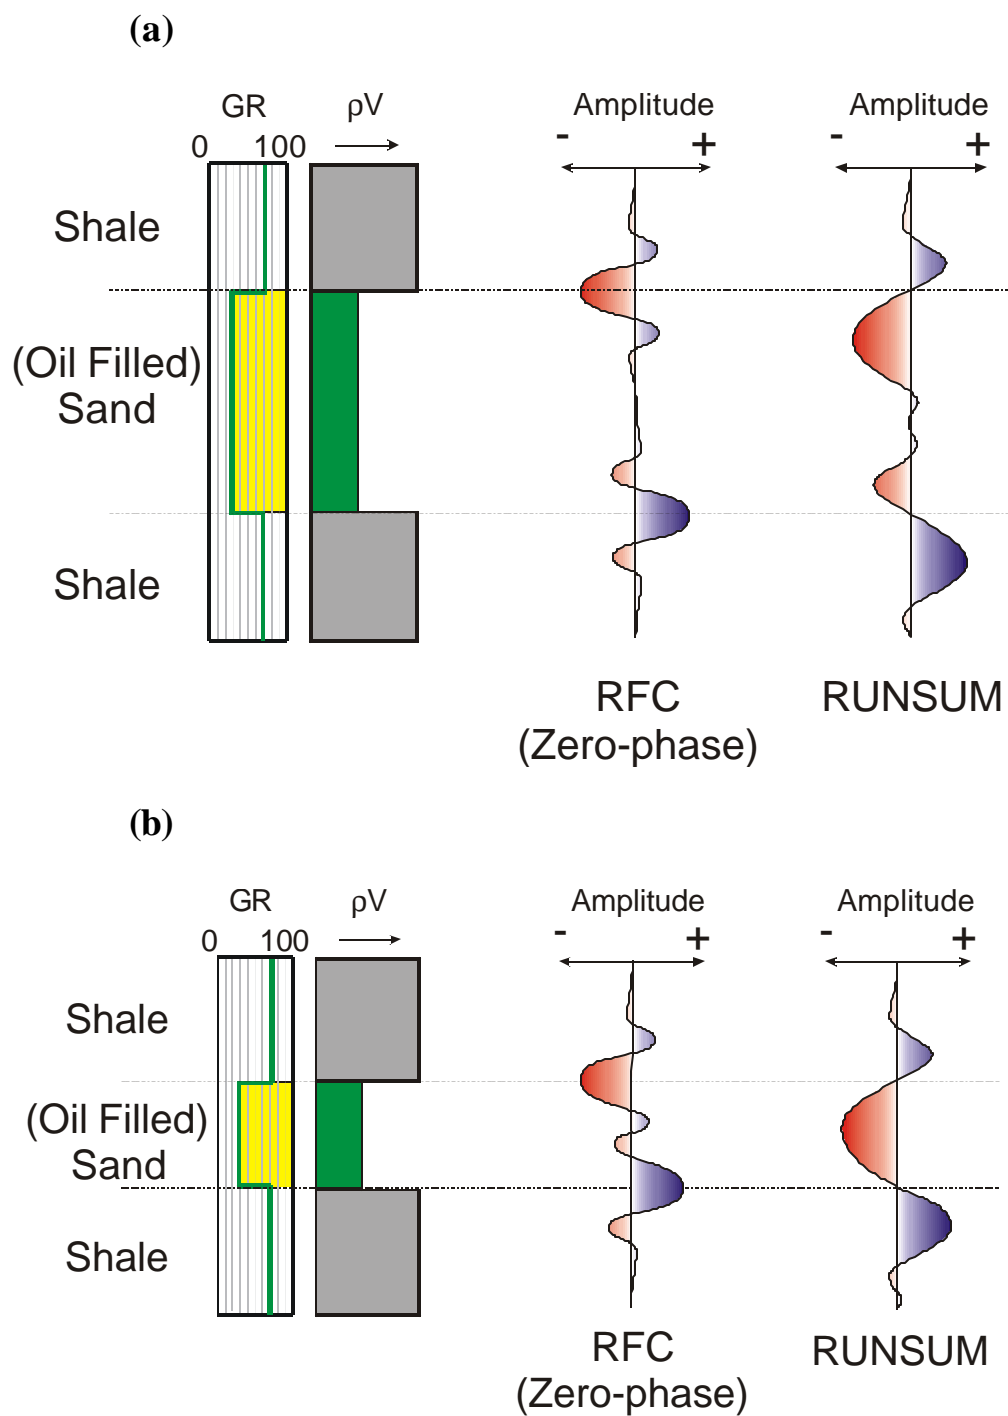 (a)
GR
ρV
Amplitude
Amplitude
0
100
-
+
-
+
Shale
(Oil Filled)
Sand
Shale
RFC
(Zero-phase)
RUNSUM
(b)
GR
ρV
Amplitude
Amplitude
0
100
-
+
-
+
Shale
(Oil Filled)
Sand
Shale
RFC
(Zero-phase)
RUNSUM